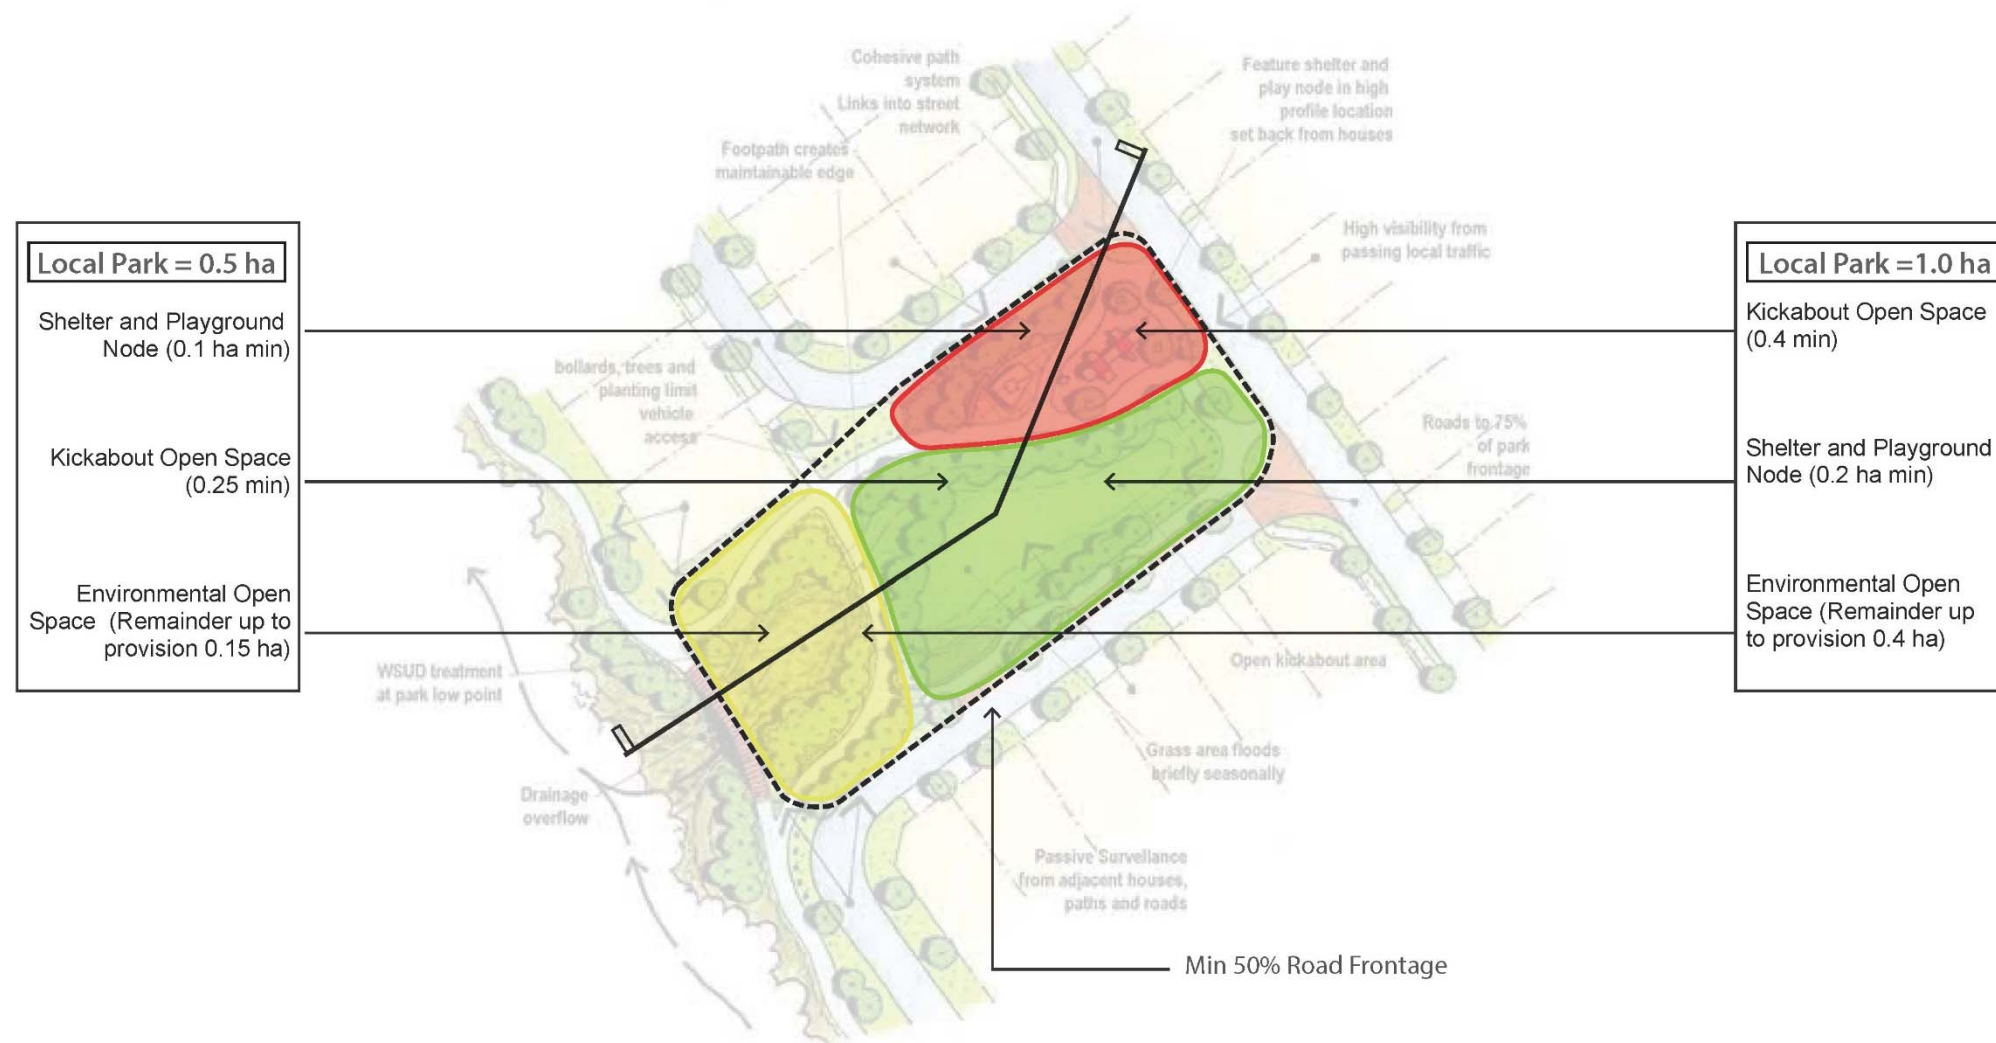 Cohesive path
system
Links into street
network
Feature shelter and
play node in high
profile location
set back from houses
Footpath creates
maintainable edge
High visibility from
passing local traffic
Local Park = 0.5 ha
Shelter and Playground
Node (0.1 ha min)
Kickabout Open Space
(0.25 min)
Environmental Open
Space (Remainder up to
provision 0.15 ha)
Local Park =1.0 ha
Kickabout Open Space
(0.4 min)
Shelter and Playground
Node (0.2 ha min)
Environmental Open
Space (Remainder up
to provision 0.4 ha)
bollards, trees and
planting limit
vehicle
access
Roads to 75%
of park
frontage
WSUD treatment
at park low point
Open kickabout area
Grass area floods
briefly seasonally
Drainage
overflow
Passive Survellance
from adjacent houses,
paths and roads
Min 50% Road Frontage